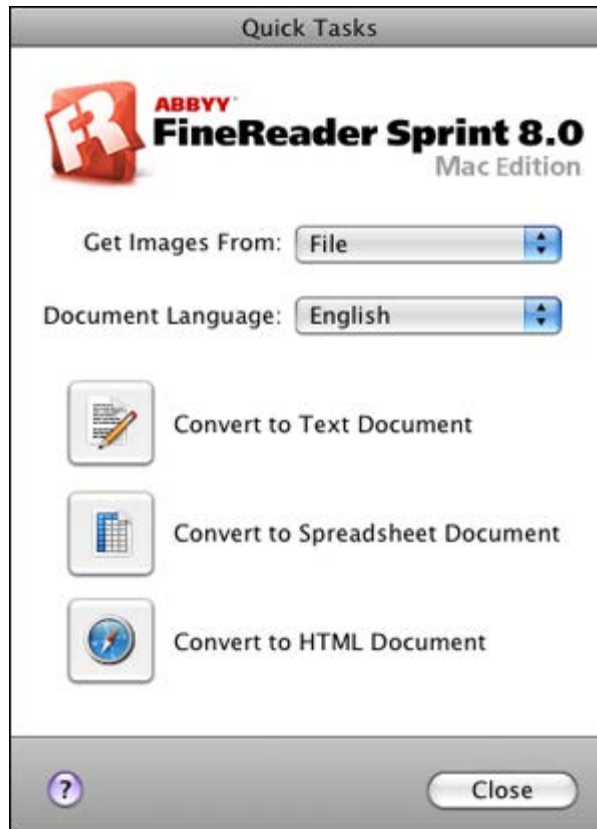 Quick Tasks
ABBYY
FineReader Sprint 8.0
Mac Edition
Get Images From: File
Document Language: English
Convert to Text Document
Convert to Spreadsheet Document
Convert to HTML Document
? Close